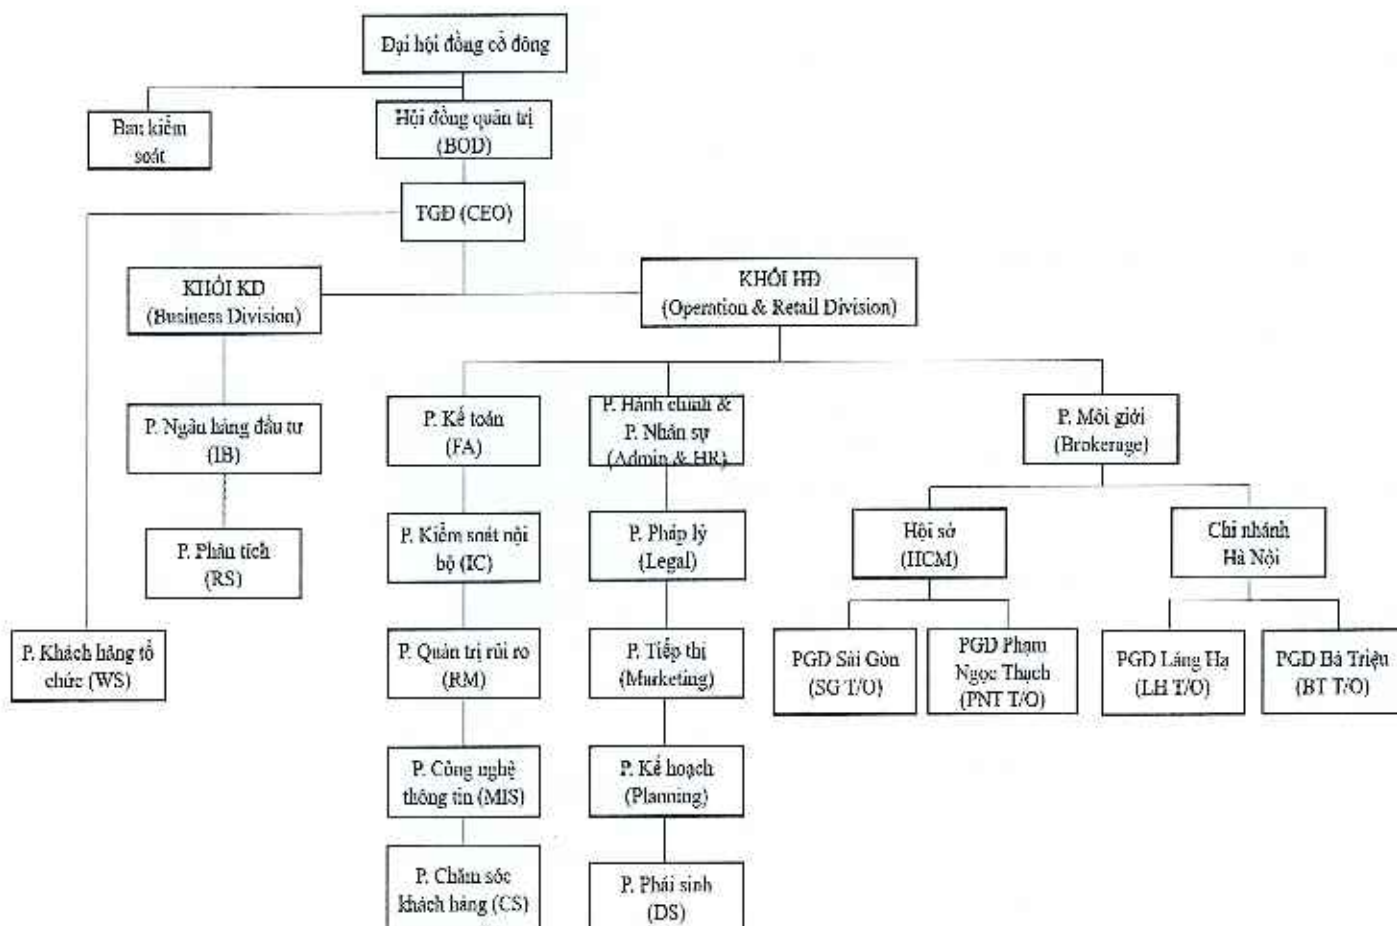 Đại hội đồng cổ đông
Ban kiểm
soát
Hội đồng quản trị
(BOD)
TGĐ (CEO)
KHỐI KD
(Business Division)
KHỐI HĐ
(Operation & Retail Division)
P. Ngân hàng đầu tư
(IB)
P. Kế toán
(FA)
P. Hành chính &
P. Nhân sự
(Admin & HR)
P. Môi giới
(Brokerage)
P. Phân tích
(RS)
P. Kiểm soát nội
bộ (IC)
P. Pháp lý
(Legal)
Hội sở
(HCM)
Chi nhánh
Hà Nội
P. Khách hàng tổ
chức (WS)
P. Quản trị rủi ro
(RM)
P. Tiếp thị
(Marketing)
PGD Sài Gòn
(SG T/O)
PGD Phạm
Ngọc Thạch
(PNT T/O)
PGD Láng Hạ
(LH T/O)
PGD Bà Triệu
(BT T/O)
P. Công nghệ
thông tin (MIS)
P. Kế hoạch
(Planning)
P. Chăm sóc
khách hàng (CS)
P. Phái sinh
(DS)